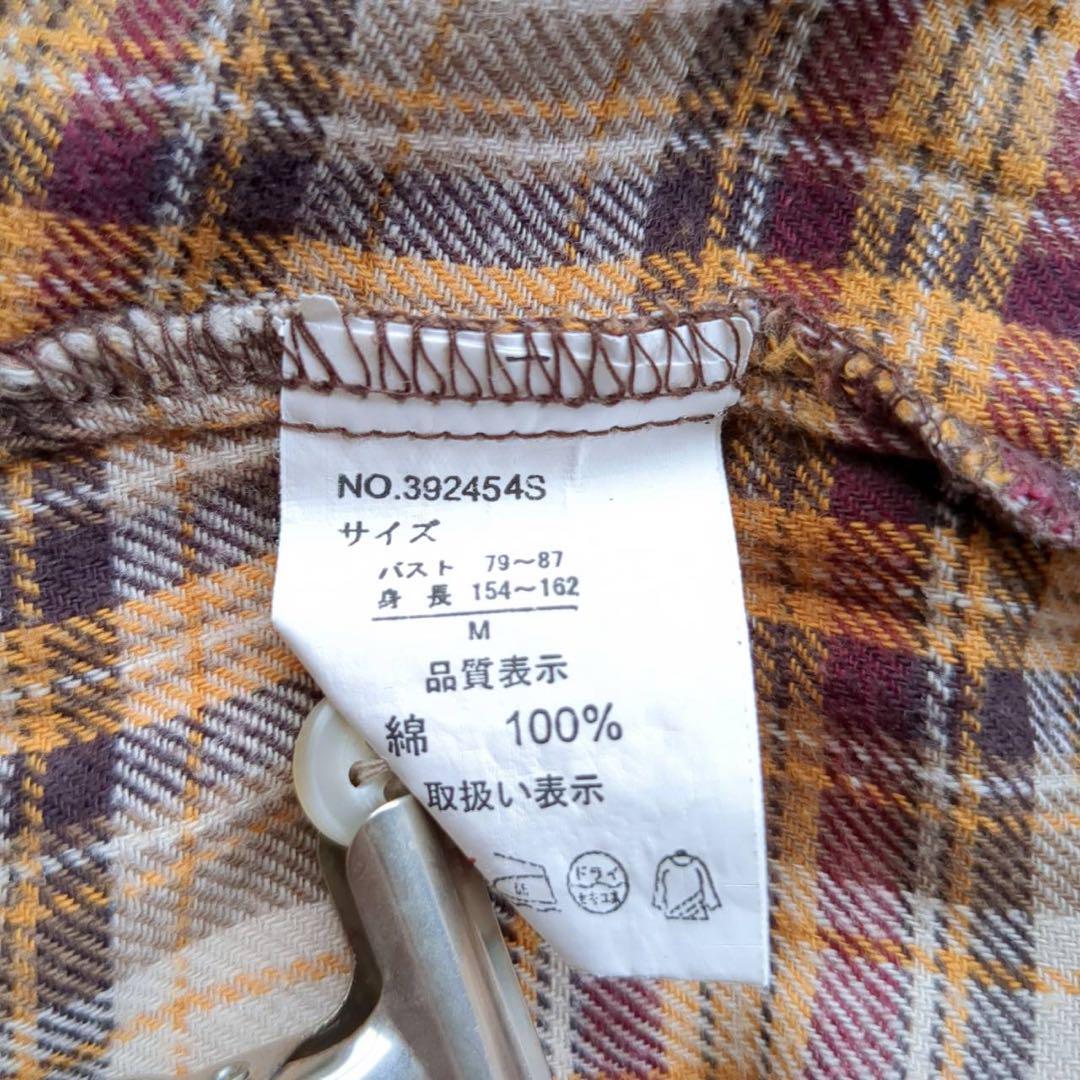 NO.392454S
サイズ
バスト 79～87
身長 154～162
M
品質表示
綿 100%
取扱い表示
ドライ